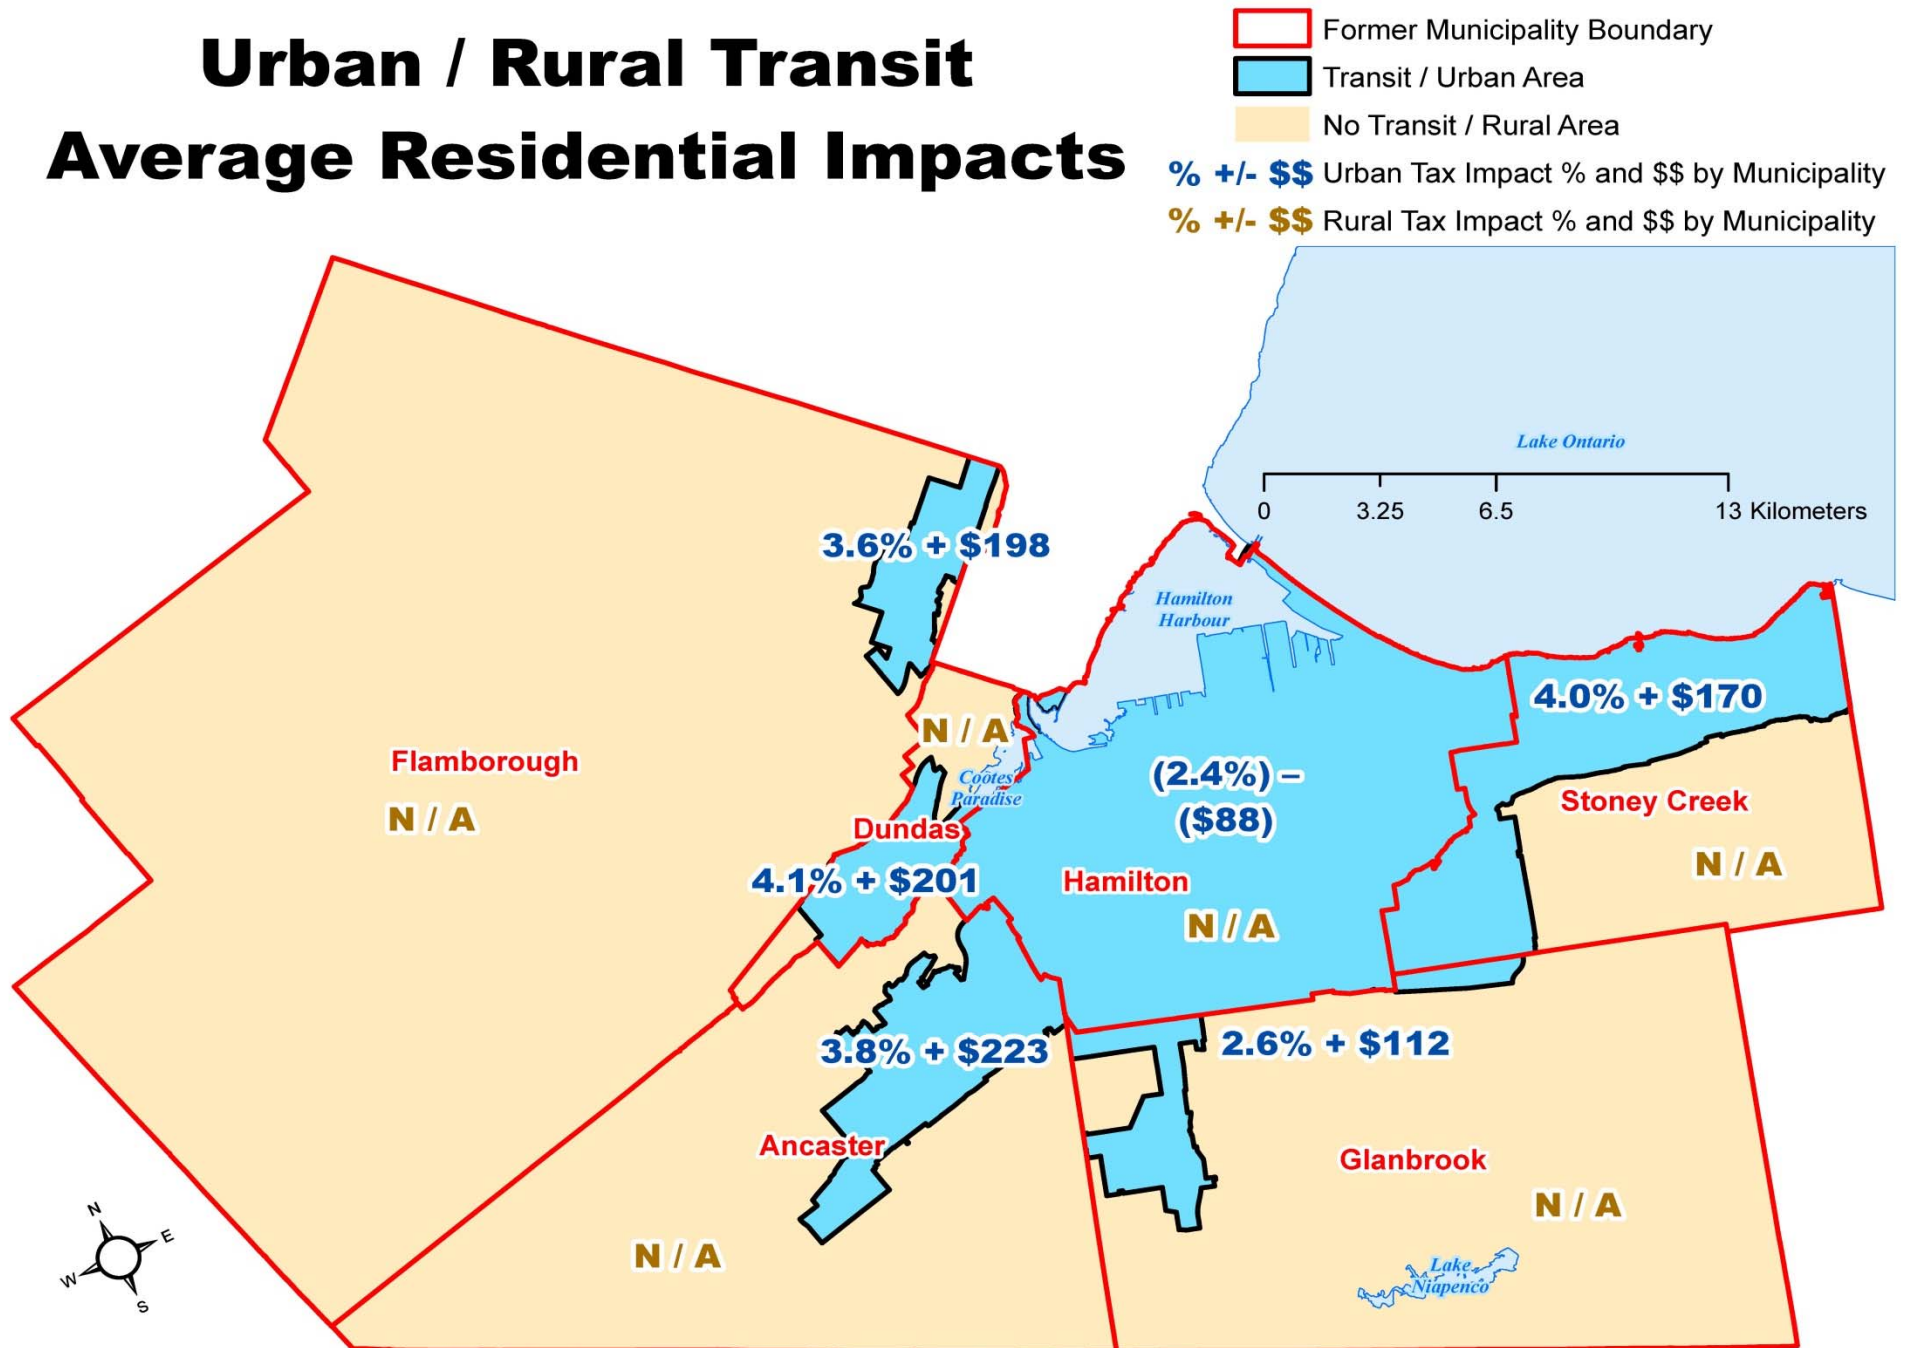 Urban / Rural Transit
Average Residential Impacts
Former Municipality Boundary
Transit / Urban Area
No Transit / Rural Area
% +/- $$ Urban Tax Impact % and $$ by Municipality
% +/- $$ Rural Tax Impact % and $$ by Municipality
Lake Ontario
0 3.25 6.5 13 Kilometers
3.6% + $198
Hamilton
Harbour
4.0% + $170
N / A
Flamborough
N / A
Cootes
Paradise
(2.4%) –
($88)
Stoney Creek
N / A
Dundas
4.1% + $201
Hamilton
N / A
3.8% + $223
2.6% + $112
Ancaster
Glanbrook
N / A
N / A
Lake
Niapenco
N
E
W
S